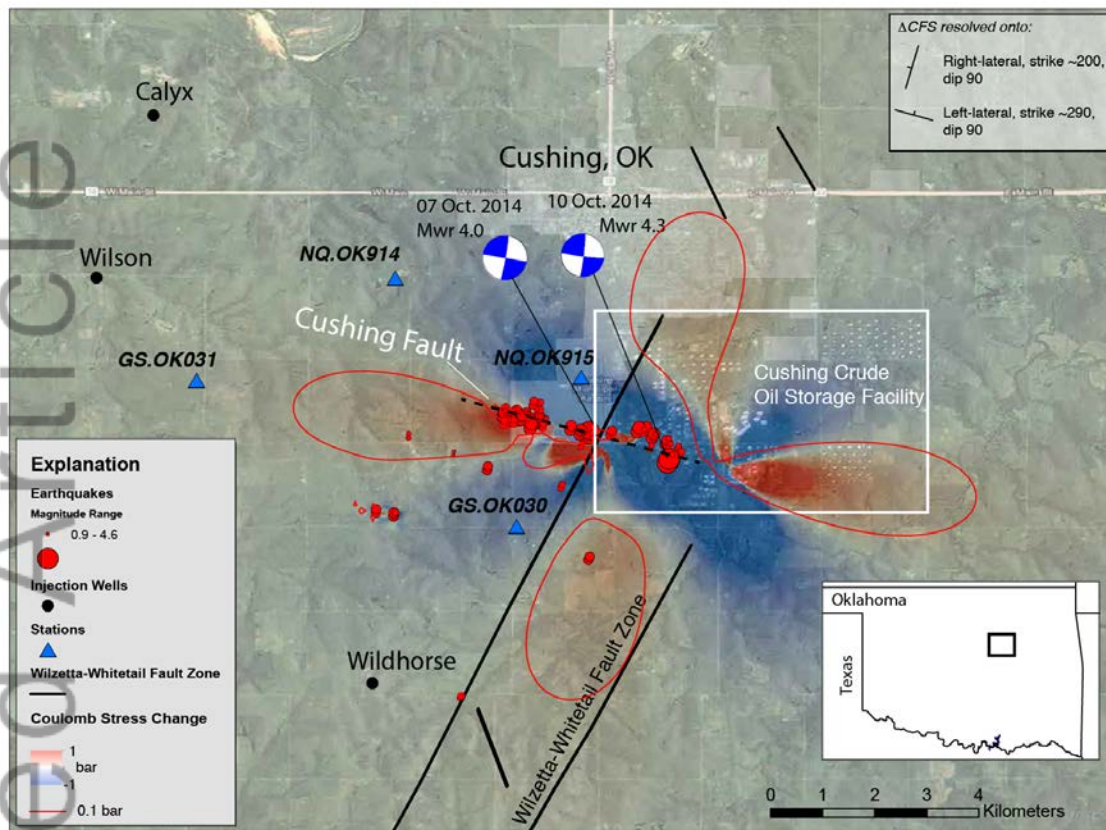 ed Article
ΔCFS resolved onto:
Right-lateral, strike ~200,
dip 90
Left-lateral, strike ~290,
dip 90
Calyx
Cushing, OK
07 Oct. 2014
Mwr 4.0
10 Oct. 2014
Mwr 4.3
Wilson
NQ.OK914
Cushing Fault
GS.OK031
NQ.OK915
Cushing Crude
Oil Storage Facility
GS.OK030
Wildhorse
Wilzetta-Whitetail Fault Zone
Explanation
Earthquakes
Magnitude Range
0.9 - 4.6
Injection Wells
Stations
Wilzetta-Whitetail Fault Zone
Coulomb Stress Change
1
bar
-1
0.1 bar
Oklahoma
Texas
0 1 2 3 4
Kilometers